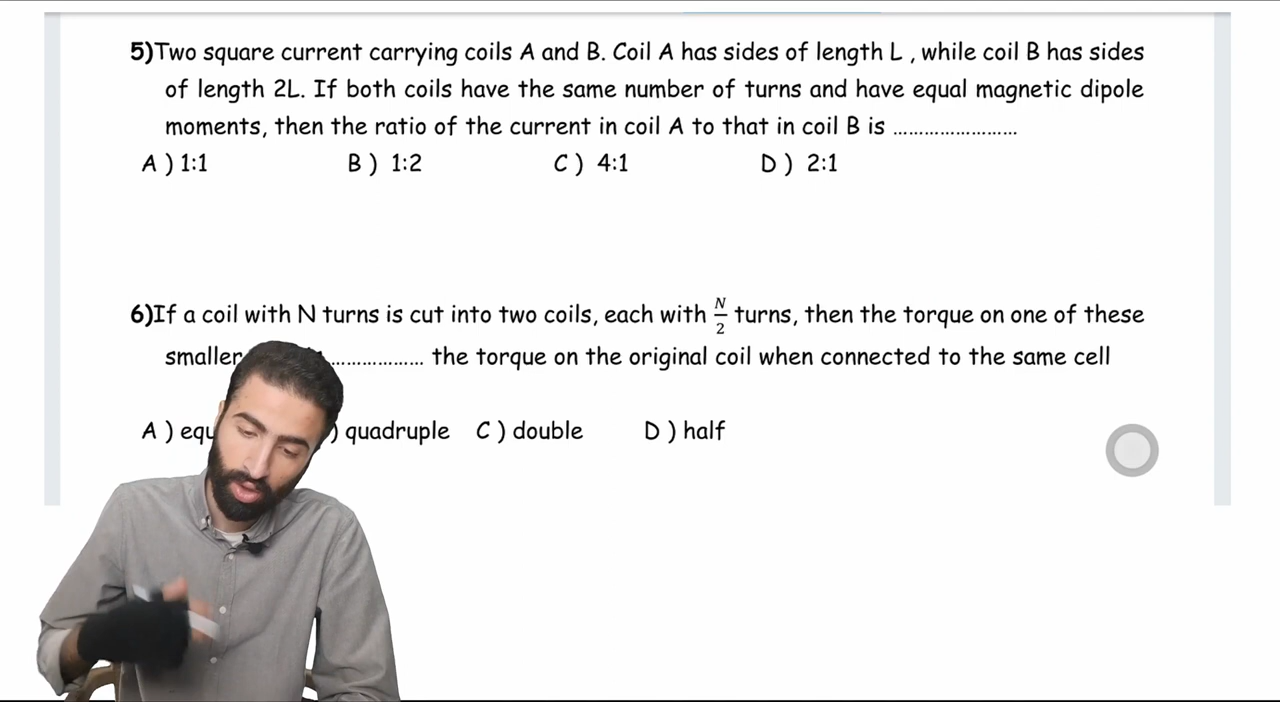 5)Two square current carrying coils A and B. Coil A has sides of length L , while coil B has sides
of length 2L. If both coils have the same number of turns and have equal magnetic dipole
moments, then the ratio of the current in coil A to that in coil B is ........................
A ) 1:1 B ) 1:2 C ) 4:1 D ) 2:1
6)If a coil with N turns is cut into two coils, each with N/2 turns, then the torque on one of these
smaller .................. the torque on the original coil when connected to the same cell
A ) ) quadruple C ) double D ) half